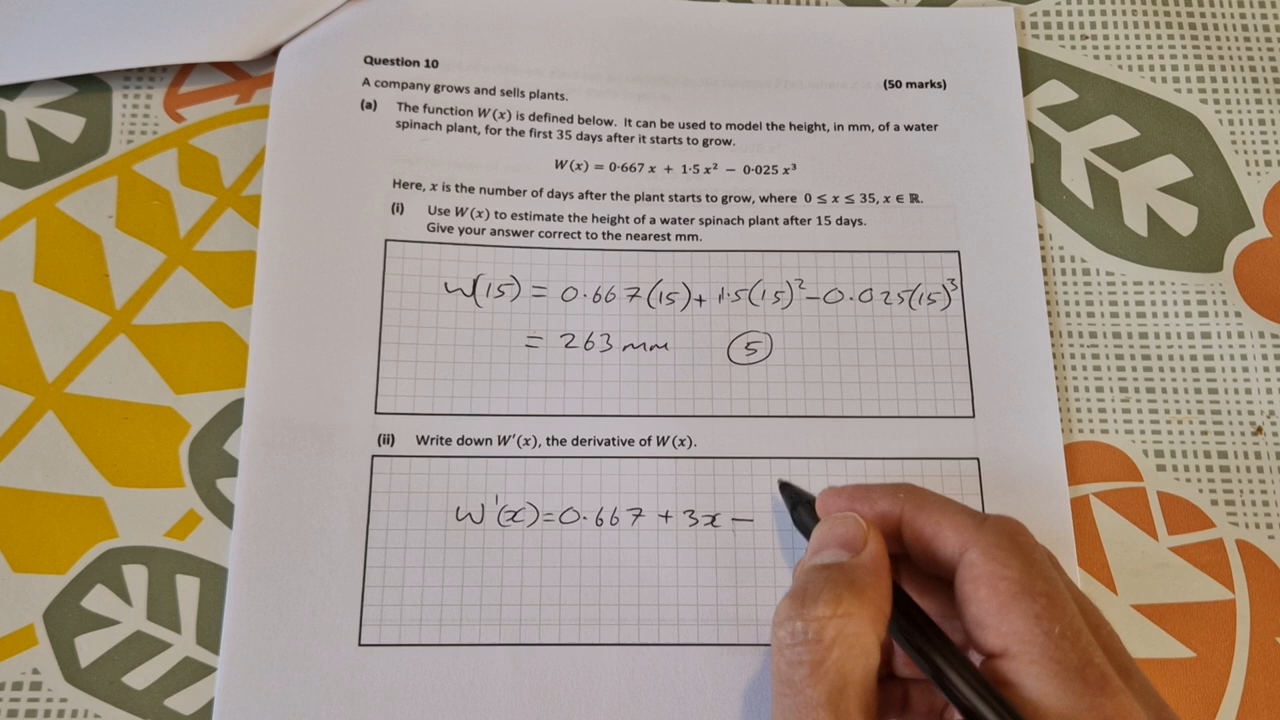 Question 10
(50 marks)
A company grows and sells plants.
(a) The function W(x) is defined below. It can be used to model the height, in mm, of a water
spinach plant, for the first 35 days after it starts to grow.
W(x) = 0·667 x + 1·5 x² − 0·025 x³
Here, x is the number of days after the plant starts to grow, where 0 ≤ x ≤ 35, x ∈ ℝ.
(i) Use W(x) to estimate the height of a water spinach plant after 15 days.
Give your answer correct to the nearest mm.
W(15) = 0.667(15) + 1.5(15)² − 0.025(15)³
= 263 mm (5)
(ii) Write down W′(x), the derivative of W(x).
W'(x) = 0.667 + 3x −